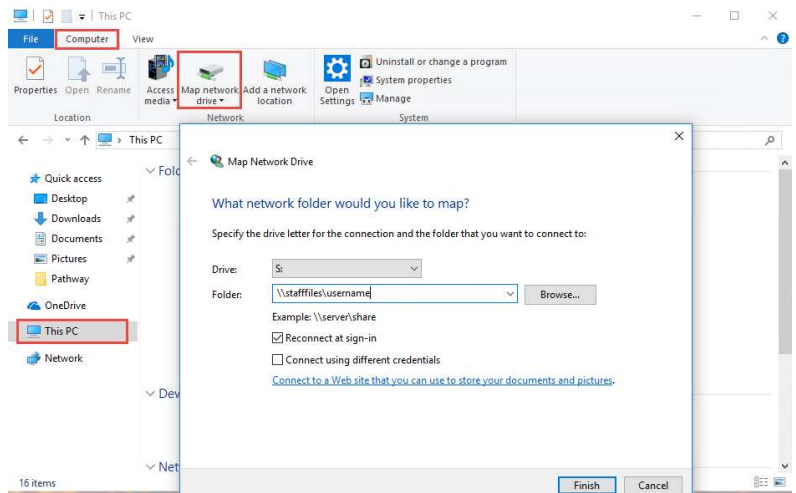 This PC
File Computer View
Properties Open Rename Access media Map network drive Add a network location Open Settings Uninstall or change a program
System properties
Manage
Location Network System
This PC
Quick access
Desktop
Downloads
Documents
Pictures
Pathway
OneDrive
This PC
Network
16 items
Fold
Dev
Net
Map Network Drive
What network folder would you like to map?
Specify the drive letter for the connection and the folder that you want to connect to:
Drive: S:
Folder: \\stafffiles\username Browse...
Example: \\server\share
Reconnect at sign-in
Connect using different credentials
Connect to a Web site that you can use to store your documents and pictures.
Finish Cancel